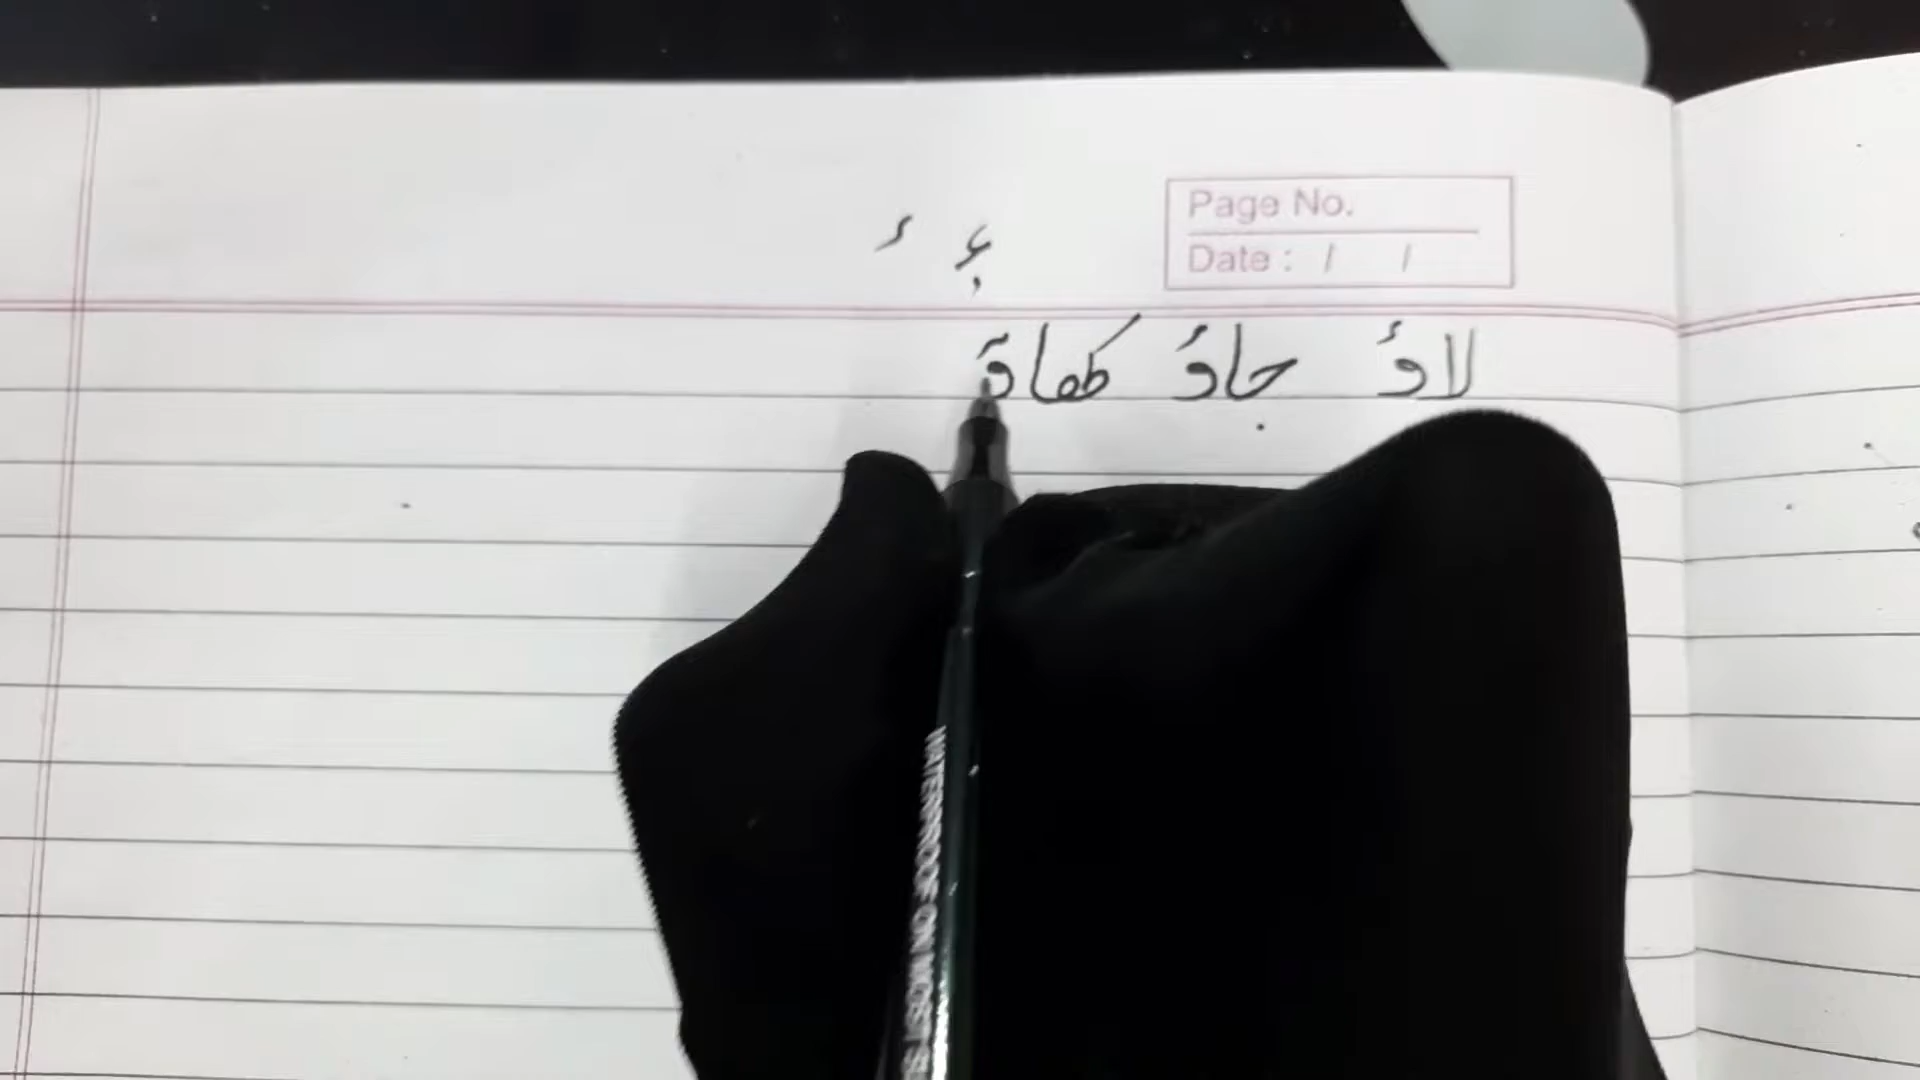 Page No.
Date : / /
ء ٔ
لاؤ جاؤ کھاؤ
WATERPROOF ON MOST S